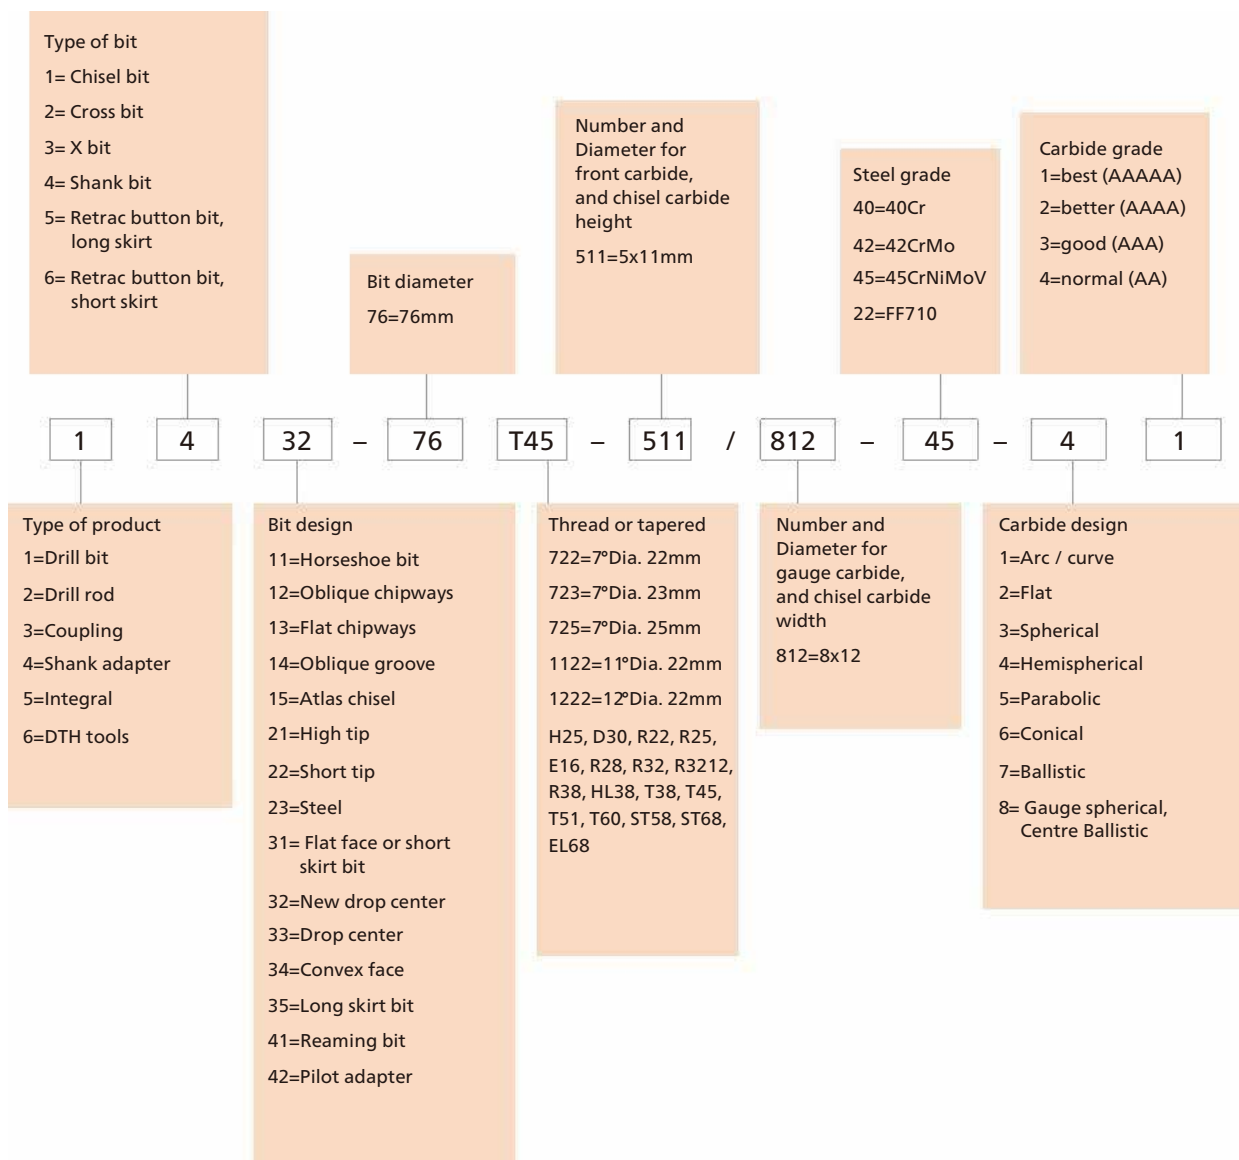 Type of bit
1= Chisel bit
2= Cross bit
3= X bit
4= Shank bit
5= Retrac button bit,
long skirt
6= Retrac button bit,
short skirt
Bit diameter
76=76mm
Number and
Diameter for
front carbide,
and chisel carbide
height
511=5x11mm
Steel grade
40=40Cr
42=42CrMo
45=45CrNiMoV
22=FF710
Carbide grade
1=best (AAAAA)
2=better (AAAA)
3=good (AAA)
4=normal (AA)
1 4 32 – 76 T45 – 511 / 812 – 45 – 4 1
Type of product
1=Drill bit
2=Drill rod
3=Coupling
4=Shank adapter
5=Integral
6=DTH tools
Bit design
11=Horseshoe bit
12=Oblique chipways
13=Flat chipways
14=Oblique groove
15=Atlas chisel
21=High tip
22=Short tip
23=Steel
31= Flat face or short
skirt bit
32=New drop center
33=Drop center
34=Convex face
35=Long skirt bit
41=Reaming bit
42=Pilot adapter
Thread or tapered
722=7°Dia. 22mm
723=7°Dia. 23mm
725=7°Dia. 25mm
1122=11°Dia. 22mm
1222=12°Dia. 22mm
H25, D30, R22, R25,
E16, R28, R32, R3212,
R38, HL38, T38, T45,
T51, T60, ST58, ST68,
EL68
Number and
Diameter for
gauge carbide,
and chisel carbide
width
812=8x12
Carbide design
1=Arc / curve
2=Flat
3=Spherical
4=Hemispherical
5=Parabolic
6=Conical
7=Ballistic
8= Gauge spherical,
Centre Ballistic